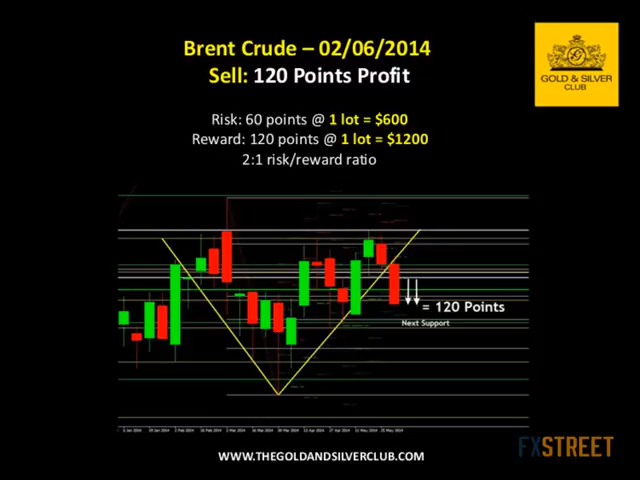 Brent Crude – 02/06/2014
Sell: 120 Points Profit
GOLD & SILVER
CLUB
Risk: 60 points @ 1 lot = $600
Reward: 120 points @ 1 lot = $1200
2:1 risk/reward ratio
= 120 Points
Next Support
WWW.THEGOLDANDSILVERCLUB.COM
FXSTREET